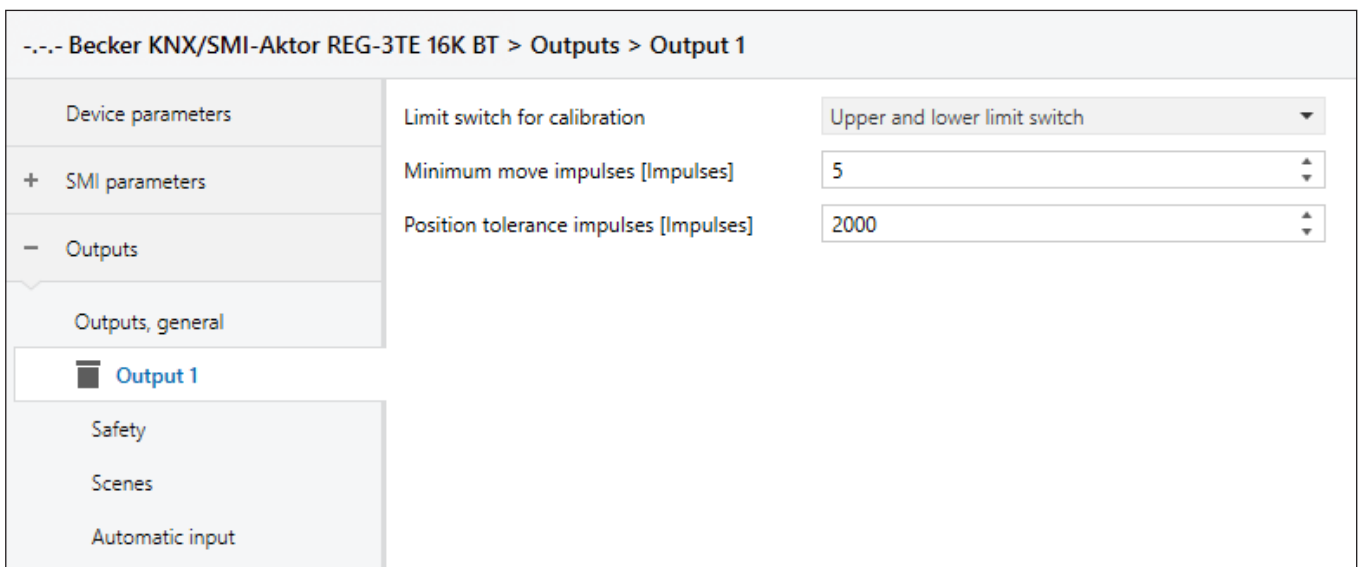 -.-.- Becker KNX/SMI-Aktor REG-3TE 16K BT > Outputs > Output 1
Device parameters
+ SMI parameters
− Outputs
Outputs, general
Output 1
Safety
Scenes
Automatic input
Limit switch for calibration Upper and lower limit switch
Minimum move impulses [Impulses] 5
Position tolerance impulses [Impulses] 2000